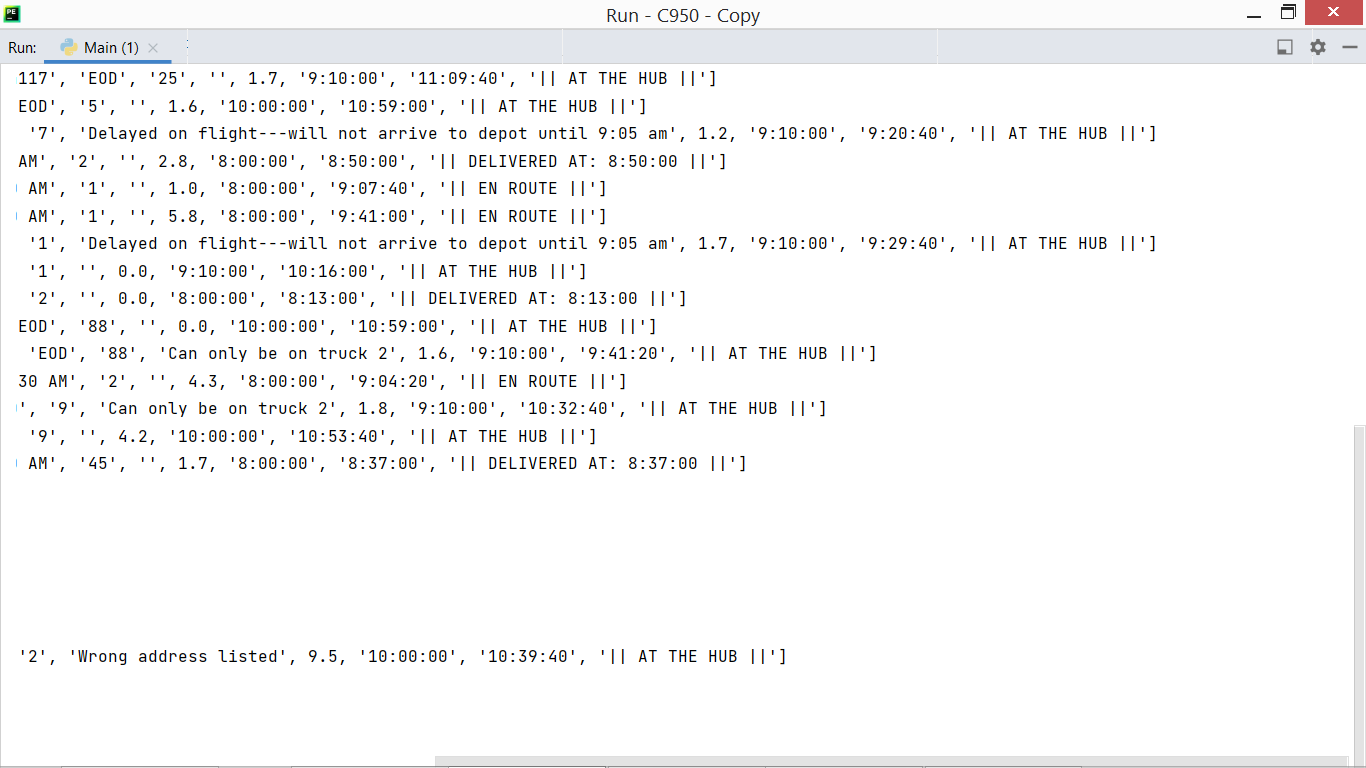 PE
Run - C950 - Copy
Run: Main (1)
117', 'EOD', '25', '', 1.7, '9:10:00', '11:09:40', '|| AT THE HUB ||']
EOD', '5', '', 1.6, '10:00:00', '10:59:00', '|| AT THE HUB ||']
'7', 'Delayed on flight---will not arrive to depot until 9:05 am', 1.2, '9:10:00', '9:20:40', '|| AT THE HUB ||']
AM', '2', '', 2.8, '8:00:00', '8:50:00', '|| DELIVERED AT: 8:50:00 ||']
AM', '1', '', 1.0, '8:00:00', '9:07:40', '|| EN ROUTE ||']
AM', '1', '', 5.8, '8:00:00', '9:41:00', '|| EN ROUTE ||']
'1', 'Delayed on flight---will not arrive to depot until 9:05 am', 1.7, '9:10:00', '9:29:40', '|| AT THE HUB ||']
'1', '', 0.0, '9:10:00', '10:16:00', '|| AT THE HUB ||']
'2', '', 0.0, '8:00:00', '8:13:00', '|| DELIVERED AT: 8:13:00 ||']
EOD', '88', '', 0.0, '10:00:00', '10:59:00', '|| AT THE HUB ||']
'EOD', '88', 'Can only be on truck 2', 1.6, '9:10:00', '9:41:20', '|| AT THE HUB ||']
30 AM', '2', '', 4.3, '8:00:00', '9:04:20', '|| EN ROUTE ||']
', '9', 'Can only be on truck 2', 1.8, '9:10:00', '10:32:40', '|| AT THE HUB ||']
'9', '', 4.2, '10:00:00', '10:53:40', '|| AT THE HUB ||']
AM', '45', '', 1.7, '8:00:00', '8:37:00', '|| DELIVERED AT: 8:37:00 ||']
'2', 'Wrong address listed', 9.5, '10:00:00', '10:39:40', '|| AT THE HUB ||']